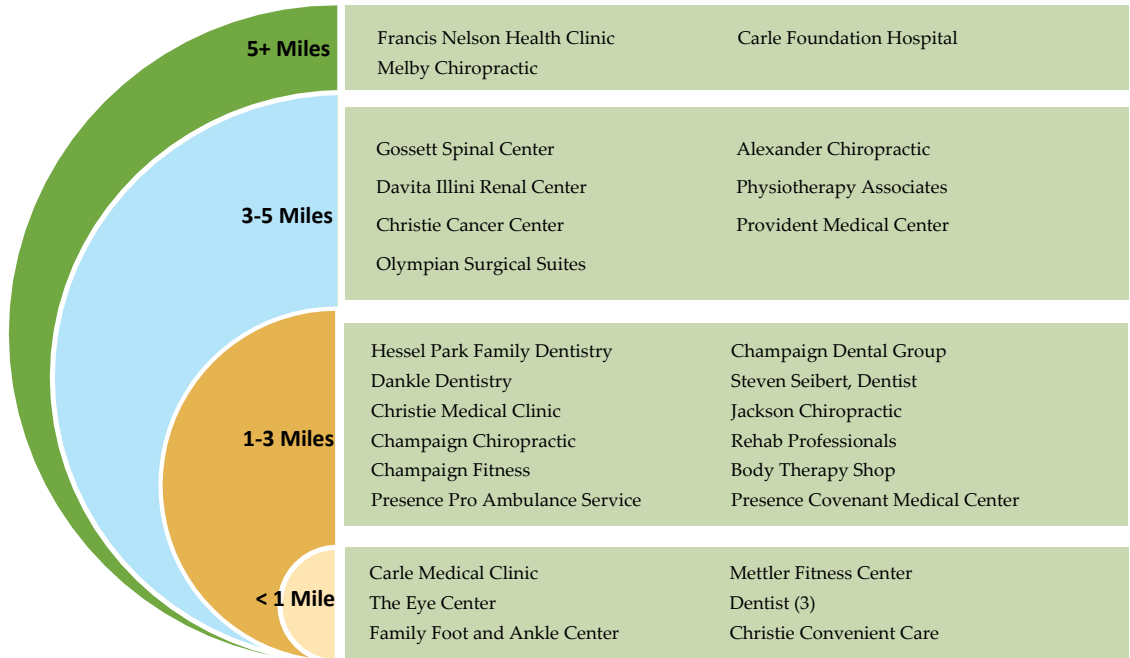 5+ Miles
Francis Nelson Health Clinic
Carle Foundation Hospital
Melby Chiropractic
3-5 Miles
Gossett Spinal Center
Alexander Chiropractic
Davita Illini Renal Center
Physiotherapy Associates
Christie Cancer Center
Provident Medical Center
Olympian Surgical Suites
1-3 Miles
Hessel Park Family Dentistry
Champaign Dental Group
Dankle Dentistry
Steven Seibert, Dentist
Christie Medical Clinic
Jackson Chiropractic
Champaign Chiropractic
Rehab Professionals
Champaign Fitness
Body Therapy Shop
Presence Pro Ambulance Service
Presence Covenant Medical Center
< 1 Mile
Carle Medical Clinic
Mettler Fitness Center
The Eye Center
Dentist (3)
Family Foot and Ankle Center
Christie Convenient Care